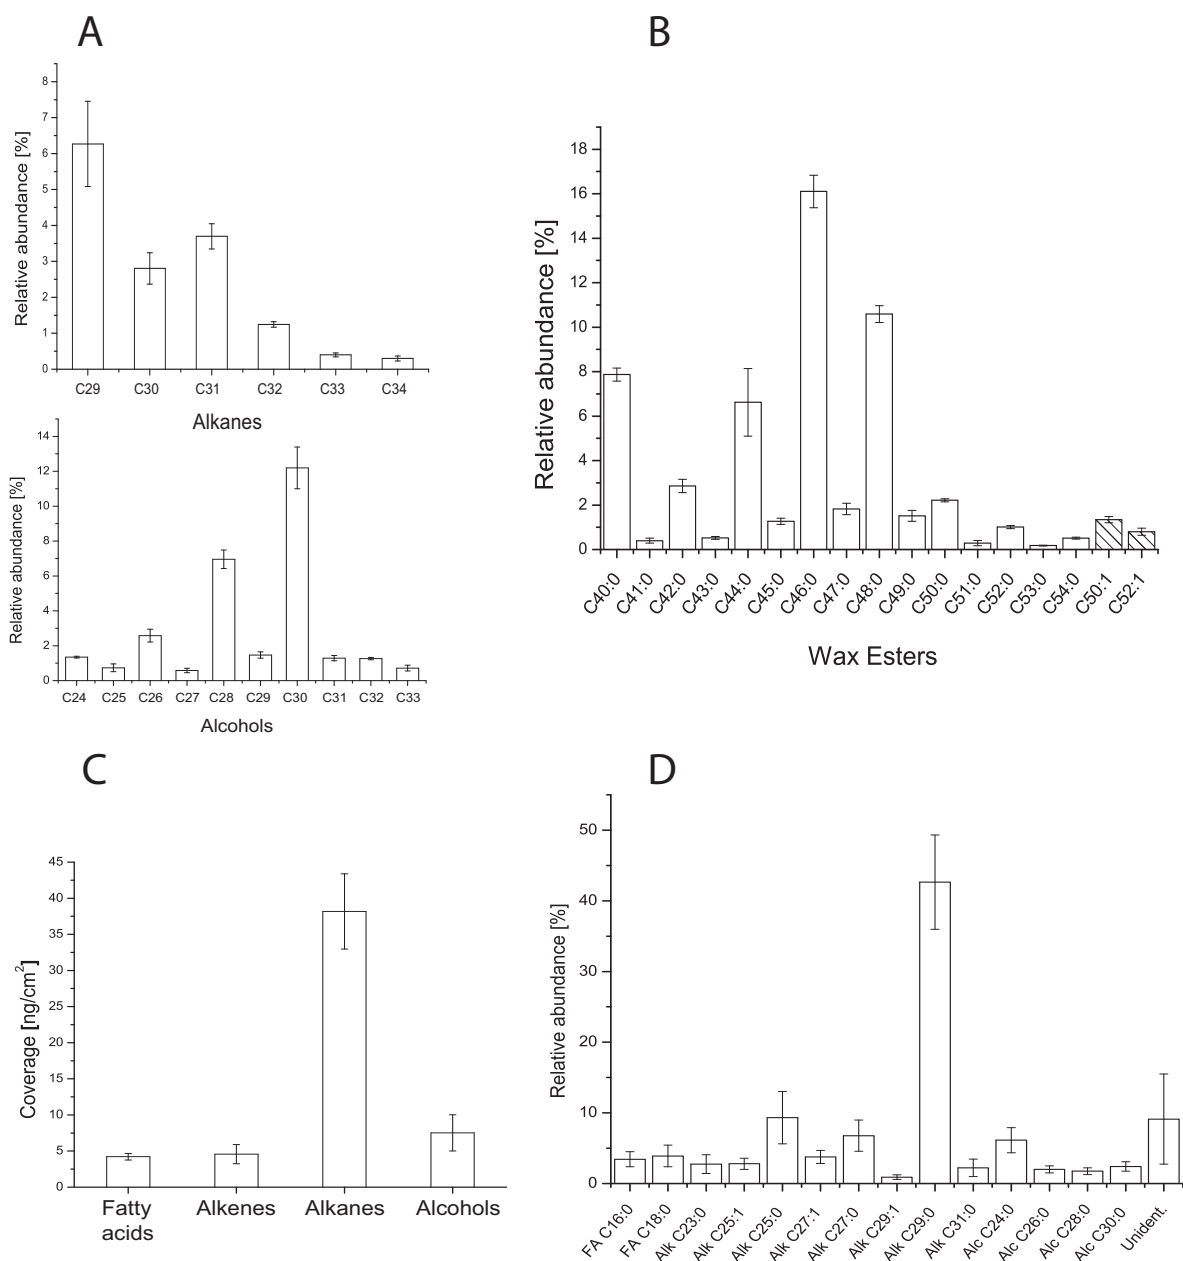 A
Relative abundance [%]
8
7
6
5
4
3
2
1
0
C29 C30 C31 C32 C33 C34
Alkanes
Relative abundance [%]
14
12
10
8
6
4
2
0
C24 C25 C26 C27 C28 C29 C30 C31 C32 C33
Alcohols
B
Relative abundance [%]
18
16
14
12
10
8
6
4
2
0
C40:0 C41:0 C42:0 C43:0 C44:0 C45:0 C46:0 C47:0 C48:0 C49:0 C50:0 C51:0 C52:0 C53:0 C54:0 C50:1 C52:1
Wax Esters
C
Coverage [ng/cm²]
45
40
35
30
25
20
15
10
5
0
Fatty acids Alkenes Alkanes Alcohols
D
Relative abundance [%]
50
40
30
20
10
0
FA C16:0 FA C18:0 Alk C23:0 Alk C25:1 Alk C25:0 Alk C27:1 Alk C27:0 Alk C29:1 Alk C29:0 Alk C31:0 Alc C24:0 Alc C26:0 Alc C28:0 Alc C30:0 Unident.